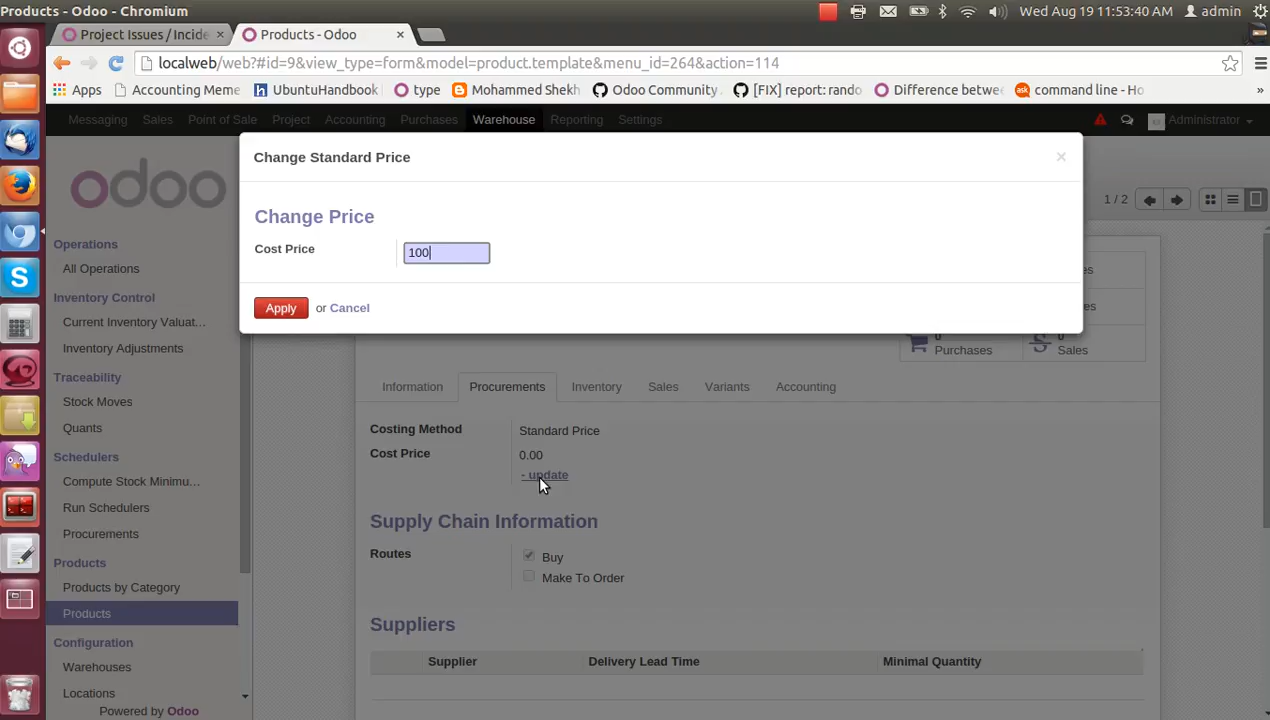 Products - Odoo - Chromium
Wed Aug 19 11:53:40 AM
admin
Project Issues / Incide
Products - Odoo
localweb/web?#id=9&view_type=form&model=product.template&menu_id=264&action=114
Apps
Accounting Meme
UbuntuHandbook
type
Mohammed Shekh
Odoo Community
[FIX] report: rando
Difference betwee
command line - Ho
»
Messaging
Sales
Point of Sale
Project
Accounting
Purchases
Warehouse
Reporting
Settings
Administrator
odoo
Change Standard Price
×
Change Price
Cost Price
100
Apply
or Cancel
1 / 2
Operations
All Operations
Inventory Control
Current Inventory Valuat...
Inventory Adjustments
Traceability
Stock Moves
Quants
Schedulers
Compute Stock Minimu...
Run Schedulers
Procurements
Products
Products by Category
Products
Configuration
Warehouses
Locations
Powered by Odoo
0
Purchases
0
Sales
Information
Procurements
Inventory
Sales
Variants
Accounting
Costing Method
Standard Price
Cost Price
0.00
- update
Supply Chain Information
Routes
Buy
Make To Order
Suppliers
Supplier
Delivery Lead Time
Minimal Quantity